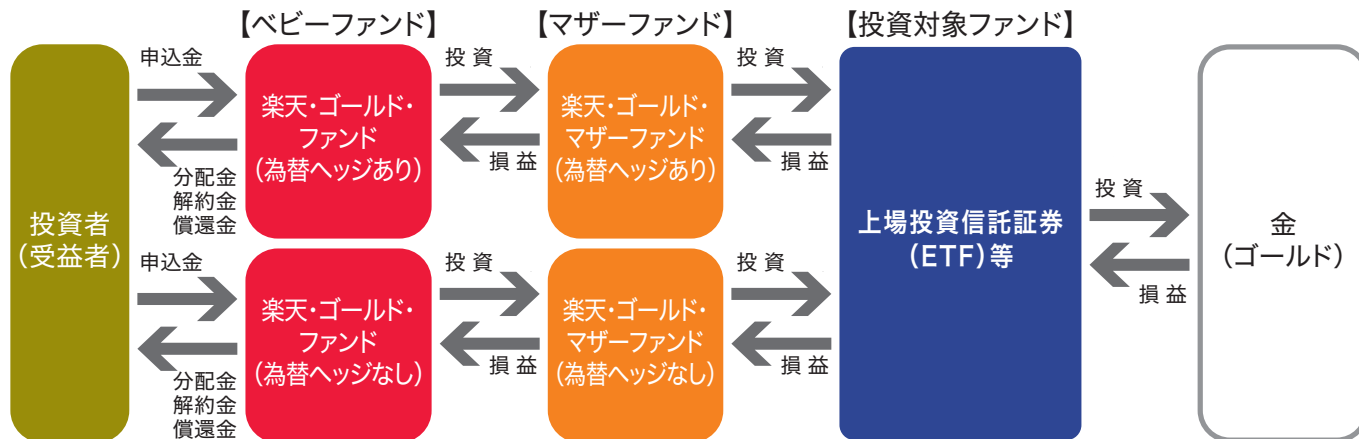 【ベビーファンド】
【マザーファンド】
【投資対象ファンド】
投資者
（受益者）
申込金
分配金
解約金
償還金
楽天・ゴールド・
ファンド
（為替ヘッジあり）
投資
損益
楽天・ゴールド・
マザーファンド
（為替ヘッジあり）
投資
損益
申込金
分配金
解約金
償還金
楽天・ゴールド・
ファンド
（為替ヘッジなし）
投資
損益
楽天・ゴールド・
マザーファンド
（為替ヘッジなし）
投資
損益
上場投資信託証券
（ETF）等
投資
損益
金
（ゴールド）